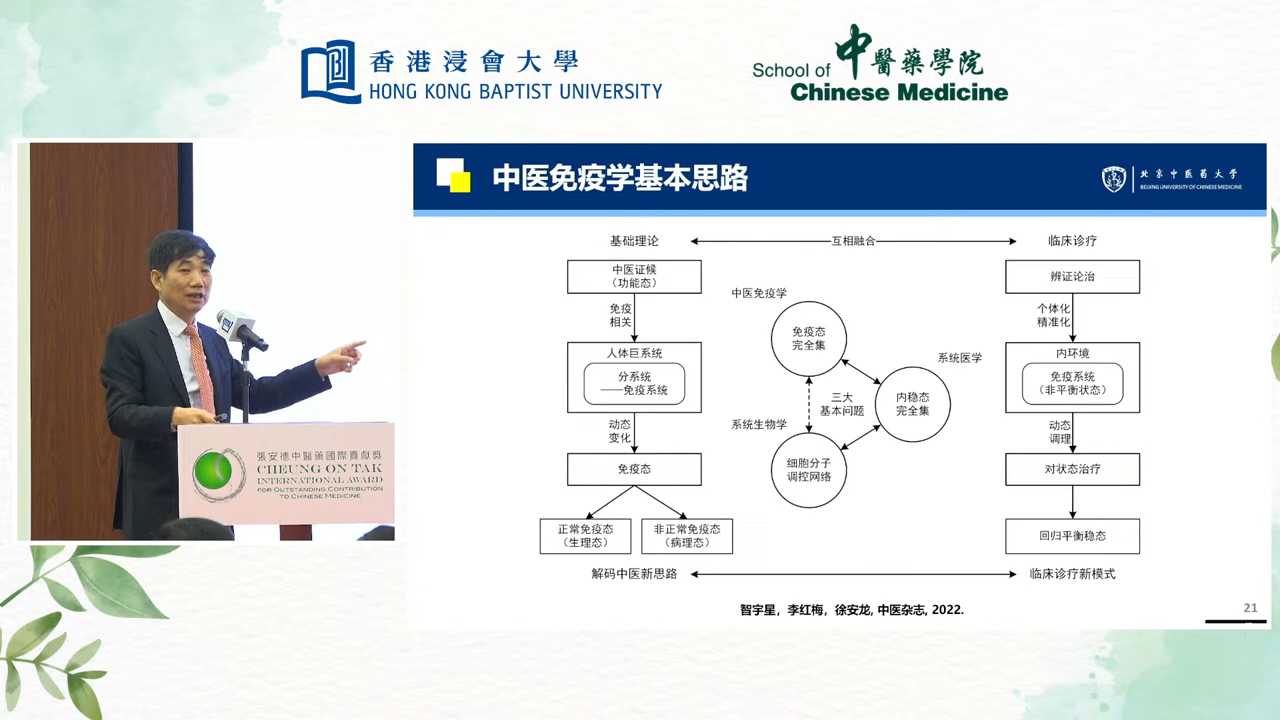 香港浸會大學
HONG KONG BAPTIST UNIVERSITY
School of 中醫藥學院
Chinese Medicine
中医免疫学基本思路
北京中医药大学
BEIJING UNIVERSITY OF CHINESE MEDICINE
基础理论
互相融合
临床诊疗
中医证候
（功能态）
免疫
相关
人体巨系统
分系统
——免疫系统
动态
变化
免疫态
正常免疫态
（生理态）
非正常免疫态
（病理态）
解码中医新思路
中医免疫学
免疫态
完全集
系统医学
内稳态
完全集
三大
基本问题
系统生物学
细胞分子
调控网络
辨证论治
个体化
精准化
内环境
免疫系统
（非平衡状态）
动态
调理
对状态治疗
回归平衡稳态
临床诊疗新模式
智宇星，李红梅，徐安龙, 中医杂志, 2022.
21
張安德中醫藥國際貢獻獎
CHEUNG ON TAK
INTERNATIONAL AWARD
FOR OUTSTANDING CONTRIBUTION
TO CHINESE MEDICINE